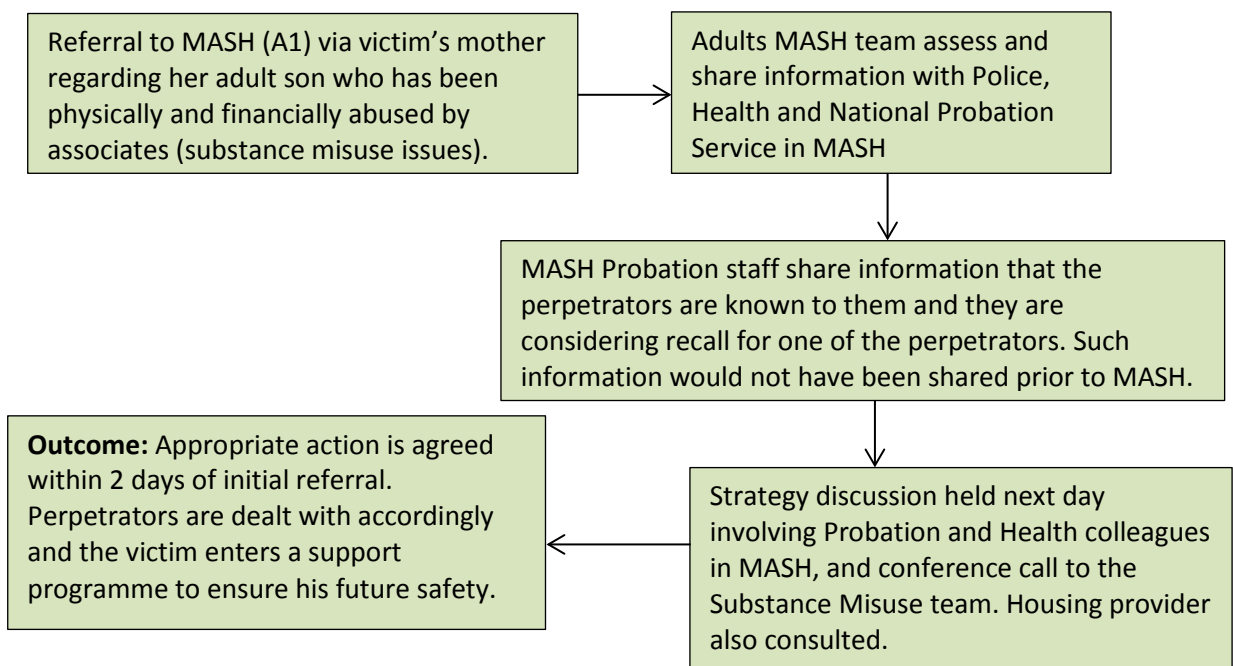 Referral to MASH (A1) via victim’s mother
regarding her adult son who has been
physically and financially abused by
associates (substance misuse issues).
Adults MASH team assess and
share information with Police,
Health and National Probation
Service in MASH
MASH Probation staff share information that the
perpetrators are known to them and they are
considering recall for one of the perpetrators. Such
information would not have been shared prior to MASH.
Strategy discussion held next day
involving Probation and Health colleagues
in MASH, and conference call to the
Substance Misuse team. Housing provider
also consulted.
Outcome: Appropriate action is agreed
within 2 days of initial referral.
Perpetrators are dealt with accordingly
and the victim enters a support
programme to ensure his future safety.